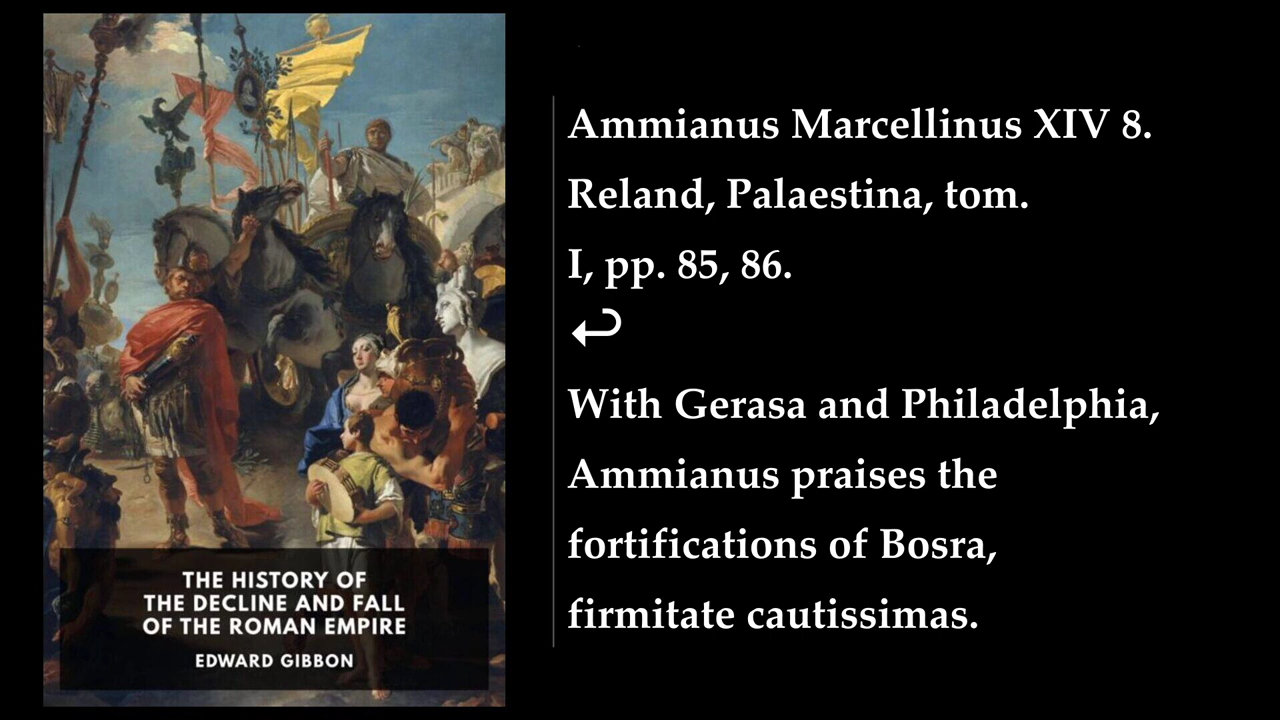 THE HISTORY OF
THE DECLINE AND FALL
OF THE ROMAN EMPIRE
EDWARD GIBBON
Ammianus Marcellinus XIV 8.
Reland, Palaestina, tom.
I, pp. 85, 86.
↩
With Gerasa and Philadelphia,
Ammianus praises the
fortifications of Bosra,
firmitate cautissimas.